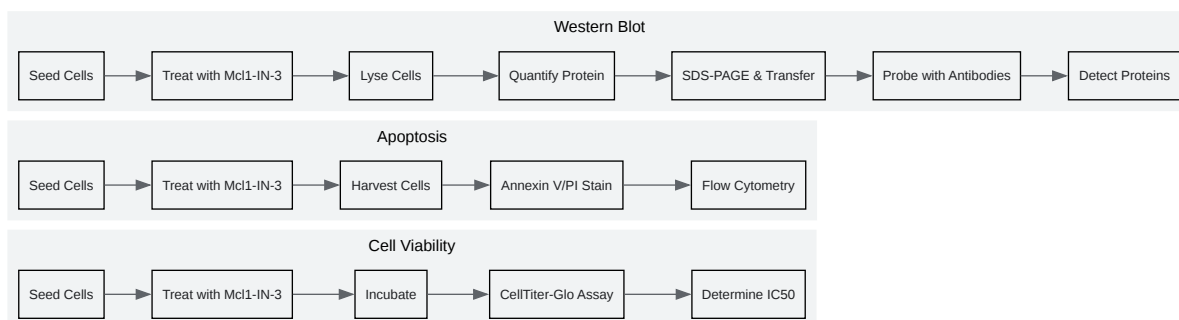 Western Blot
Seed Cells
Treat with Mcl1-IN-3
Lyse Cells
Quantify Protein
SDS-PAGE & Transfer
Probe with Antibodies
Detect Proteins
Apoptosis
Seed Cells
Treat with Mcl1-IN-3
Harvest Cells
Annexin V/PI Stain
Flow Cytometry
Cell Viability
Seed Cells
Treat with Mcl1-IN-3
Incubate
CellTiter-Glo Assay
Determine IC50